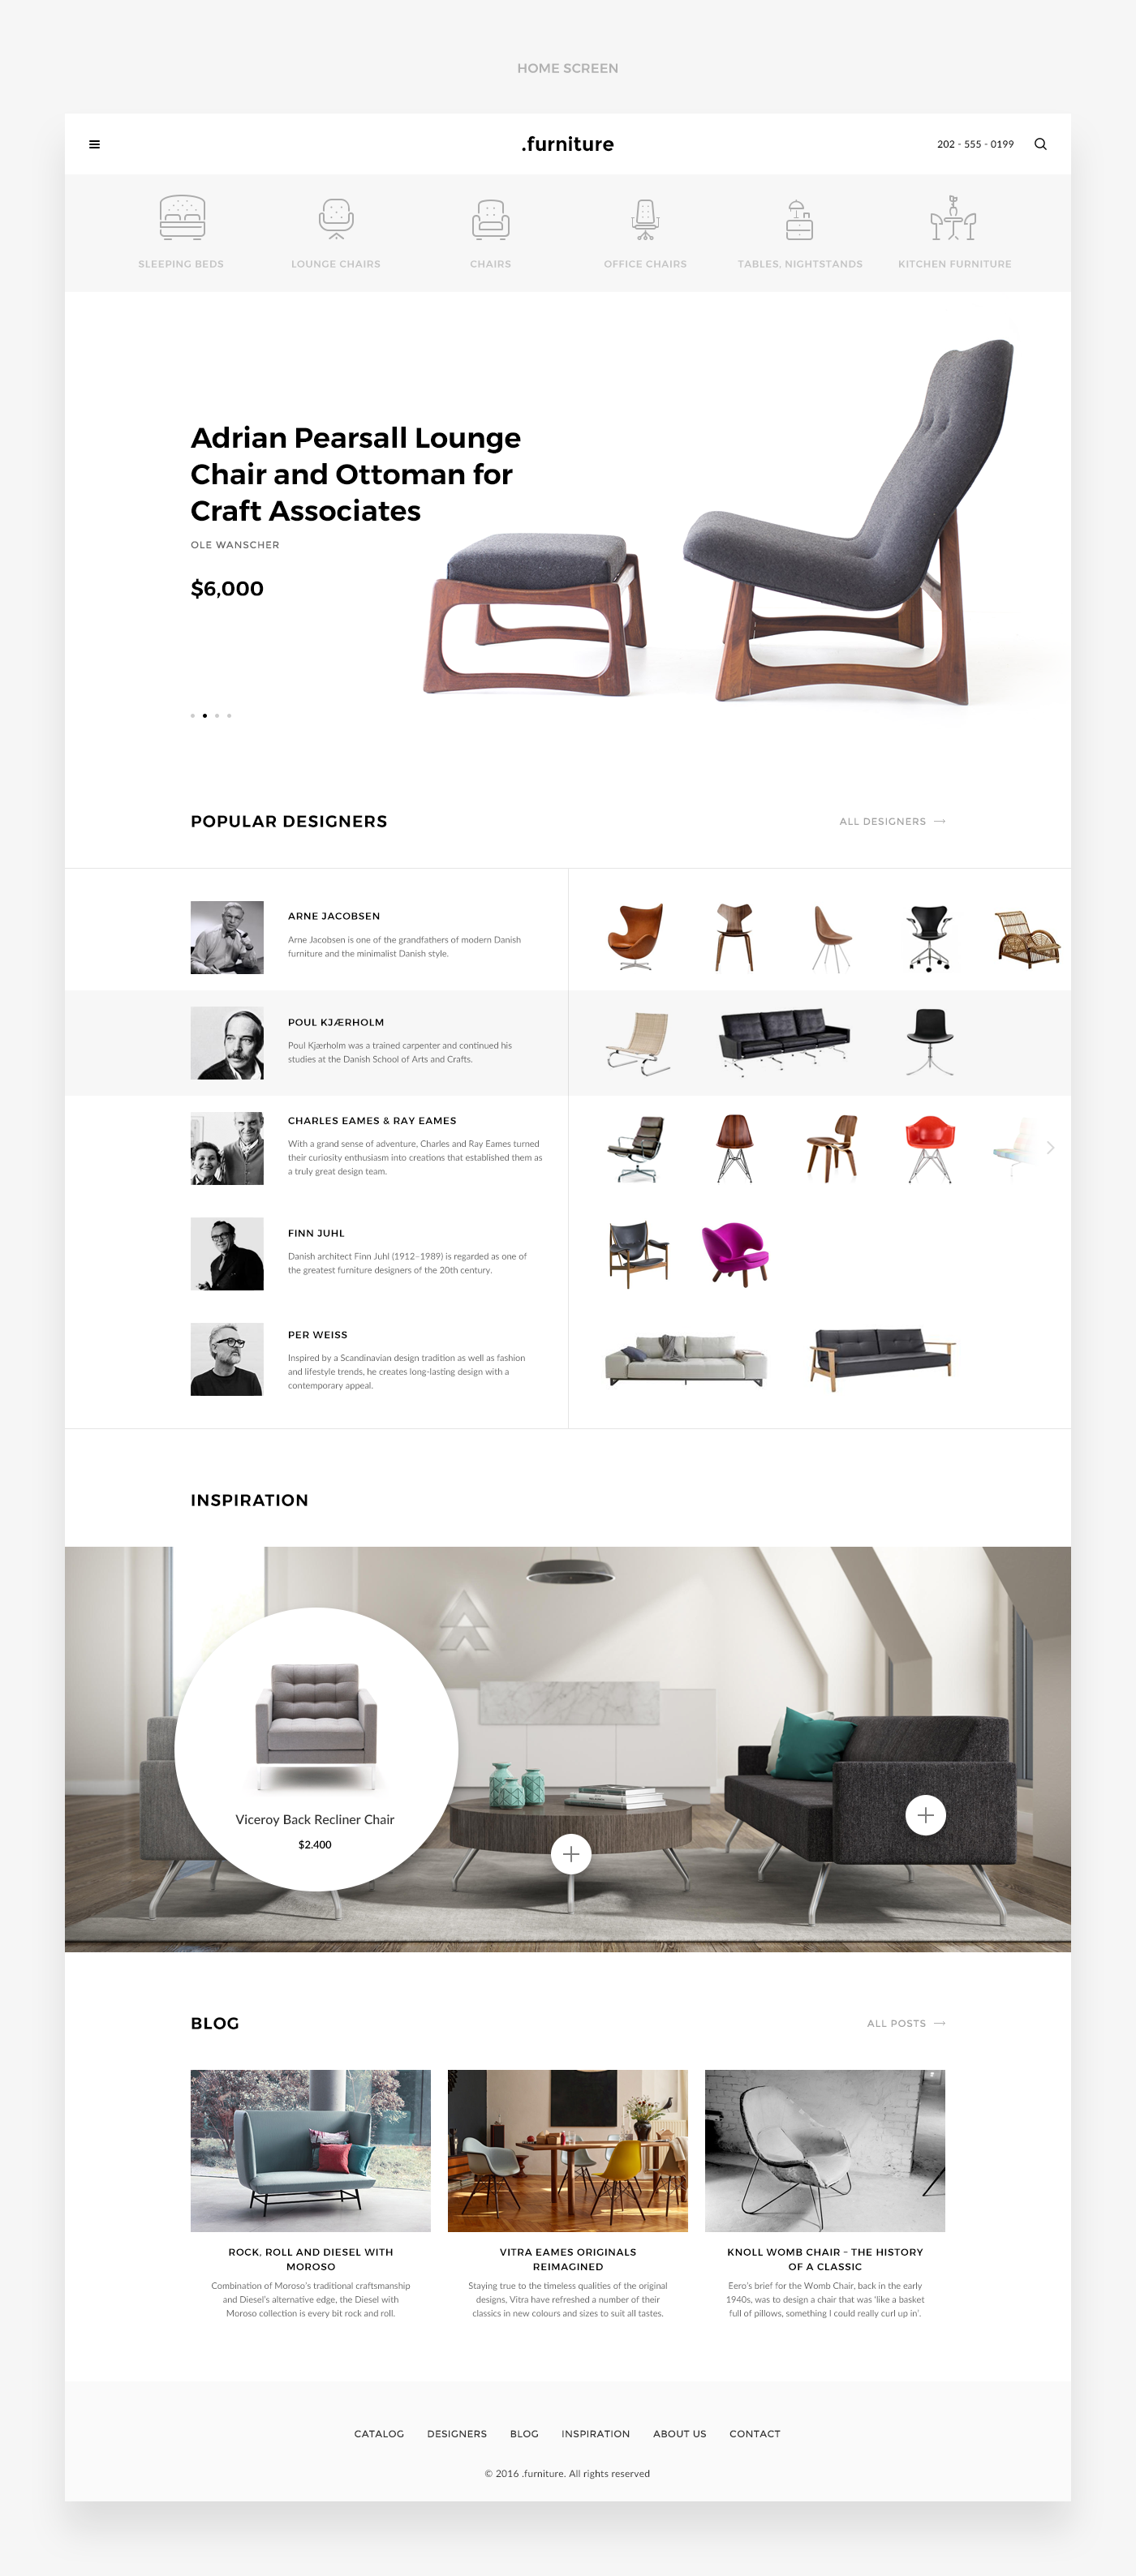 HOME SCREEN
.furniture
202 - 555 - 0199
SLEEPING BEDS
LOUNGE CHAIRS
CHAIRS
OFFICE CHAIRS
TABLES, NIGHTSTANDS
KITCHEN FURNITURE
Adrian Pearsall Lounge
Chair and Ottoman for
Craft Associates
OLE WANSCHER
$6,000
POPULAR DESIGNERS
ALL DESIGNERS
ARNE JACOBSEN
Arne Jacobsen is one of the grandfathers of modern Danish
furniture and the minimalist Danish style.
POUL KJÆRHOLM
Poul Kjærholm was a trained carpenter and continued his
studies at the Danish School of Arts and Crafts.
CHARLES EAMES & RAY EAMES
With a grand sense of adventure, Charles and Ray Eames turned
their curiosity enthusiasm into creations that established them as
a truly great design team.
FINN JUHL
Danish architect Finn Juhl (1912–1989) is regarded as one of
the greatest furniture designers of the 20th century.
PER WEISS
Inspired by a Scandinavian design tradition as well as fashion
and lifestyle trends, he creates long-lasting design with a
contemporary appeal.
INSPIRATION
Viceroy Back Recliner Chair
$2.400
BLOG
ALL POSTS
ROCK, ROLL AND DIESEL WITH
MOROSO
Combination of Moroso's traditional craftsmanship
and Diesel's alternative edge, the Diesel with
Moroso collection is every bit rock and roll.
VITRA EAMES ORIGINALS
REIMAGINED
Staying true to the timeless qualities of the original
designs, Vitra have refreshed a number of their
classics in new colours and sizes to suit all tastes.
KNOLL WOMB CHAIR – THE HISTORY
OF A CLASSIC
Eero's brief for the Womb Chair, back in the early
1940s, was to design a chair that was 'like a basket
full of pillows, something I could really curl up in'.
CATALOG
DESIGNERS
BLOG
INSPIRATION
ABOUT US
CONTACT
© 2016 .furniture. All rights reserved